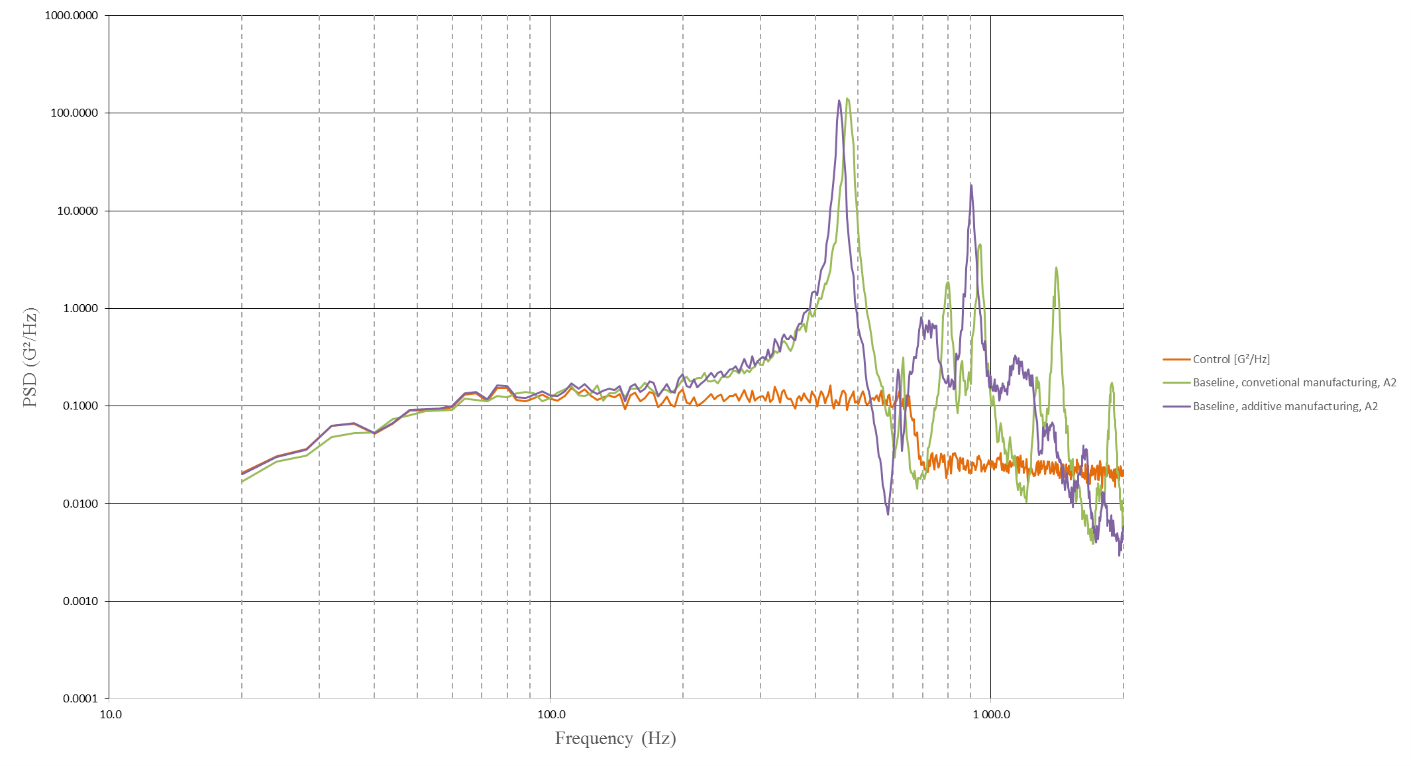 1000.0000
100.0000
10.0000
1.0000
0.1000
0.0100
0.0010
0.0001
PSD (G²/Hz)
10.0
100.0
1 000.0
Frequency (Hz)
Control [G²/Hz]
Baseline, convetional manufacturing, A2
Baseline, additive manufacturing, A2